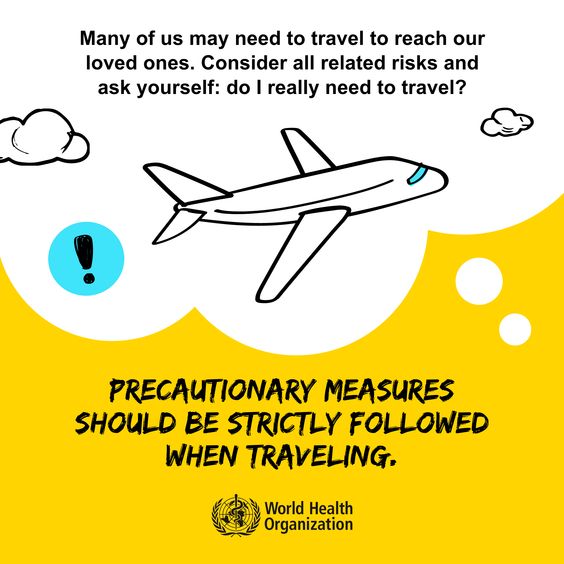 Many of us may need to travel to reach our
loved ones. Consider all related risks and
ask yourself: do I really need to travel?
!
PRECAUTIONARY MEASURES
SHOULD BE STRICTLY FOLLOWED
WHEN TRAVELING.
World Health
Organization